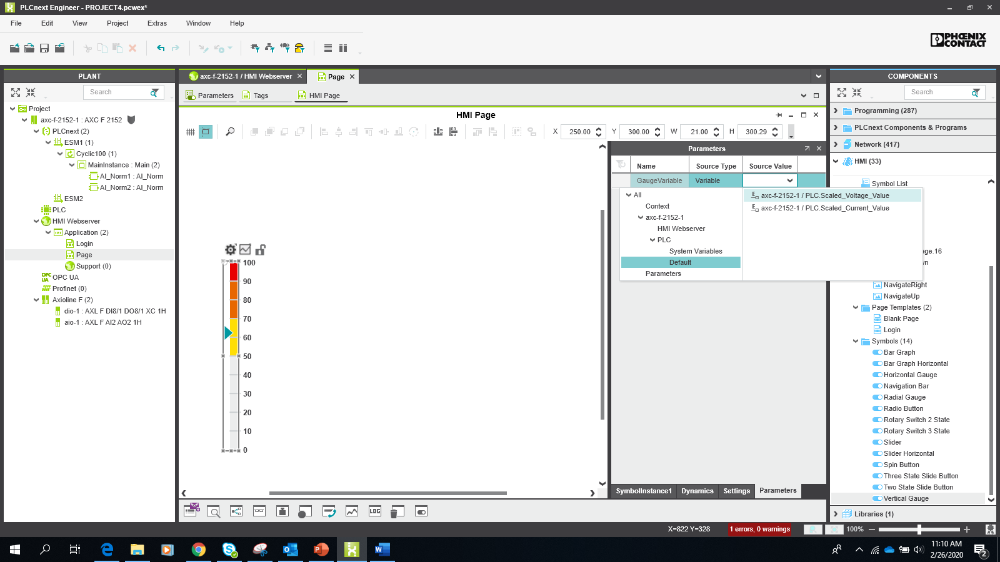 PLCnext Engineer - PROJECT4.pcwex*
File Edit View Project Extras Window Help
PHŒNIX
CONTACT
PLANT
Search
Project
axc-f-2152-1 : AXC F 2152
PLCnext (2)
ESM1 (1)
Cyclic100 (1)
MainInstance : Main (2)
AI_Norm1 : AI_Norm
AI_Norm2 : AI_Norm
ESM2
PLC
HMI Webserver
Application (2)
Login
Page
Support (0)
OPC UA OPC UA
Profinet (0)
Axioline F (2)
dio-1 : AXL F DI8/1 DO8/1 XC 1H
aio-1 : AXL F AI2 AO2 1H
axc-f-2152-1 / HMI Webserver
Page
Parameters Tags HMI Page
HMI Page
X 250.00 Y 300.00 W 21.00 H 300.29
100
90
80
70
60
50
40
30
20
10
0
Parameters
Name Source Type Source Value
GaugeVariable Variable
All
Context
axc-f-2152-1
HMI Webserver
PLC
System Variables
Default
Parameters
axc-f-2152-1 / PLC.Scaled_Voltage_Value
axc-f-2152-1 / PLC.Scaled_Current_Value
SymbolInstance1 Dynamics Settings Parameters
LOG
COMPONENTS
Search
Programming (287)
PLCnext Components & Programs
Network (417)
HMI (33)
Symbol List
age.16
wn
NavigateRight
NavigateUp
Page Templates (2)
Blank Page
Login
Symbols (14)
Bar Graph
Bar Graph Horizontal
Horizontal Gauge
Navigation Bar
Radial Gauge
Radio Button
Rotary Switch 2 State
Rotary Switch 3 State
Slider
Slider Horizontal
Spin Button
Three State Slide Button
Two State Slide Button
Vertical Gauge
Libraries (1)
X=822 Y=328 1 errors, 0 warnings 100%
11:10 AM
2/26/2020
2